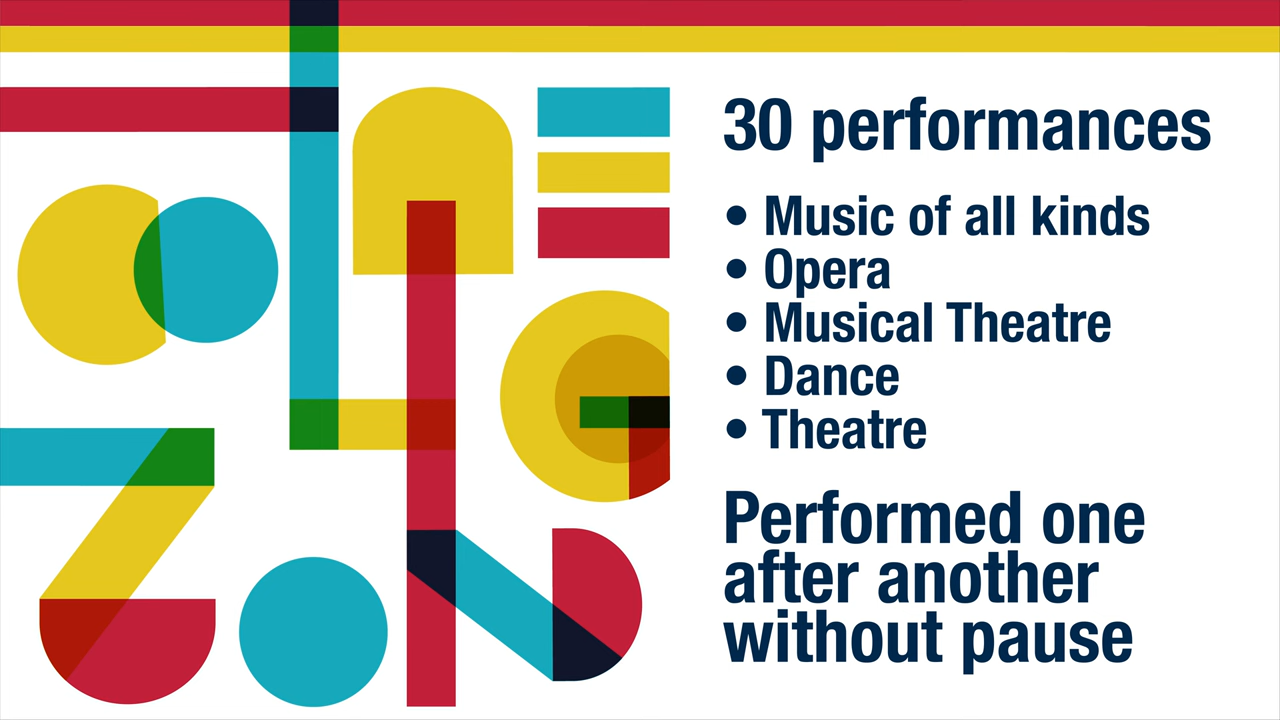 30 performances
• Music of all kinds
• Opera
• Musical Theatre
• Dance
• Theatre
Performed one
after another
without pause